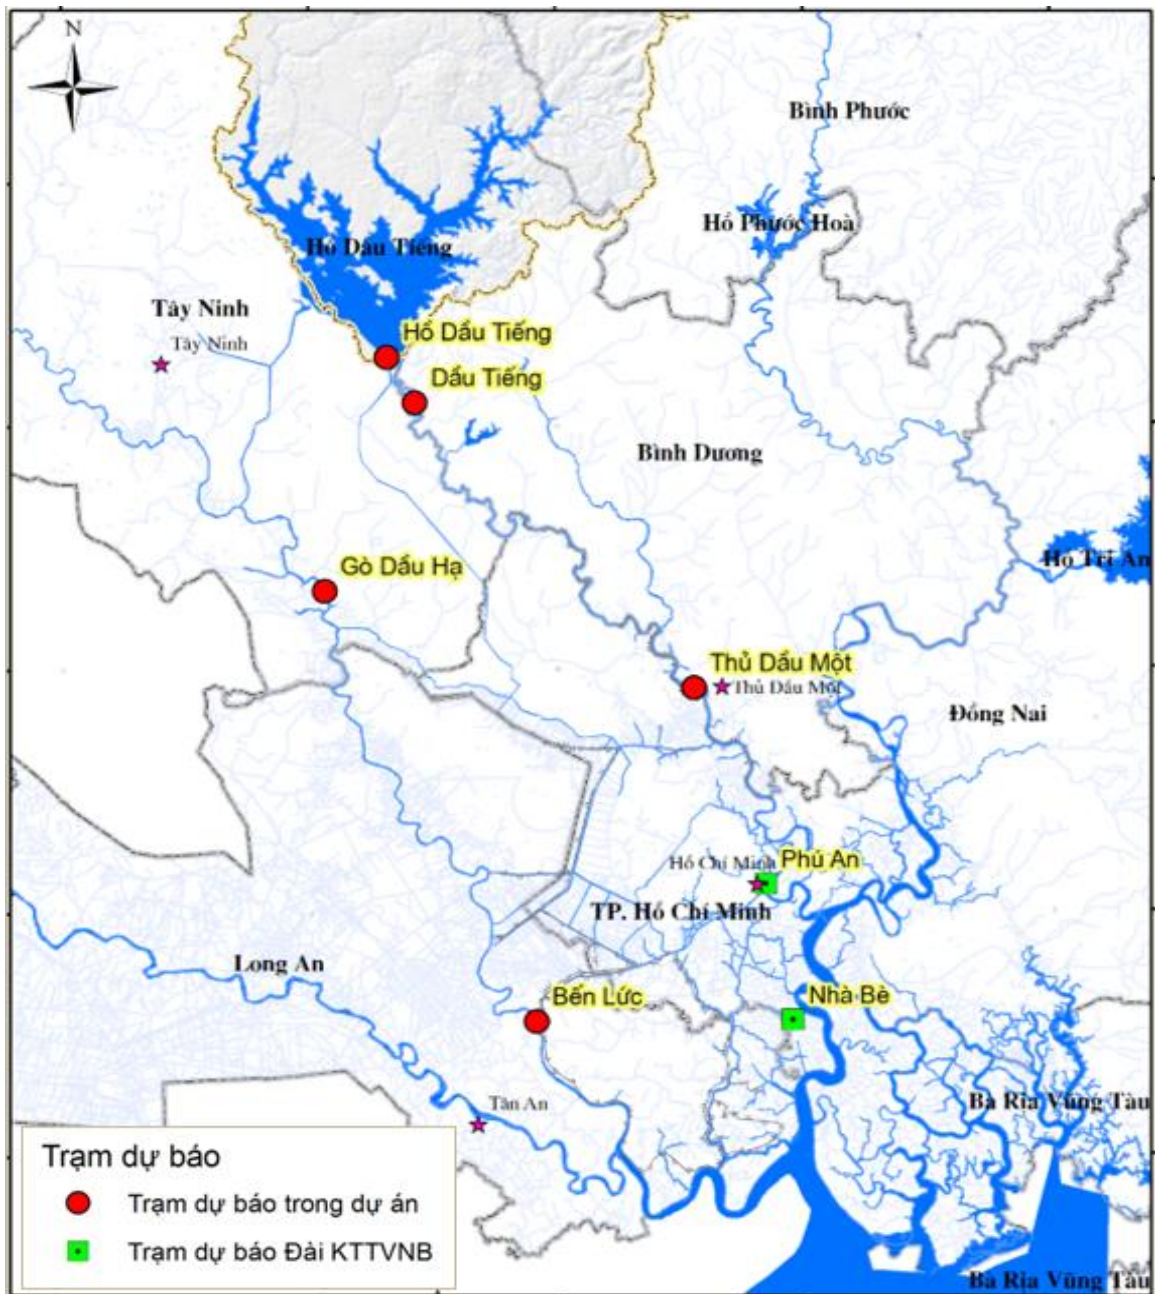 N
Bình Phước
Hồ Phước Hoà
Hồ Dầu Tiếng
Tây Ninh
Tây Ninh
Hồ Dầu Tiếng
Dầu Tiếng
Bình Dương
Hồ Trị An
Gò Dầu Hạ
Thủ Dầu Một
Thủ Dầu Một
Đồng Nai
Hồ Chí Minh
Phú An
TP. Hồ Chí Minh
Long An
Bến Lức
Nhà Bè
Tân An
Bà Rịa Vũng Tàu
Trạm dự báo
Trạm dự báo trong dự án
Trạm dự báo Đài KTTVNB
Bà Rịa Vũng Tàu